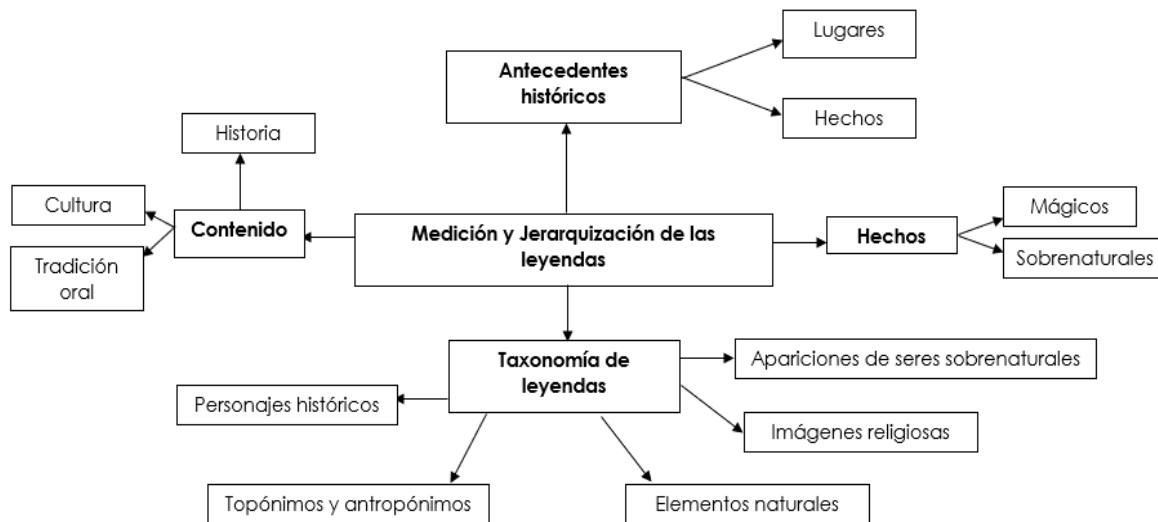 Lugares
Antecedentes
históricos
Hechos
Historia
Cultura
Contenido
Tradición
oral
Medición y Jerarquización de las
leyendas
Hechos
Mágicos
Sobrenaturales
Taxonomía de
leyendas
Apariciones de seres sobrenaturales
Personajes históricos
Imágenes religiosas
Topónimos y antropónimos
Elementos naturales